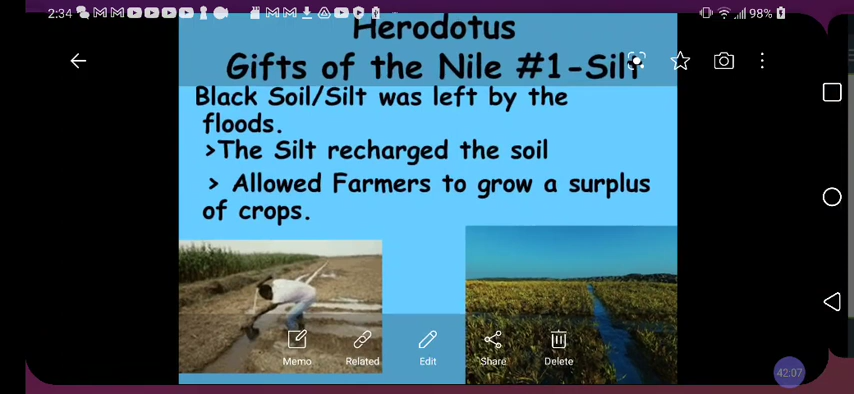 2:34
98%
Herodotus
Gifts of the Nile #1-Silt
Black Soil/Silt was left by the
floods.
>The Silt recharged the soil
> Allowed Farmers to grow a surplus
of crops.
Memo Related Edit Share Delete
42:07